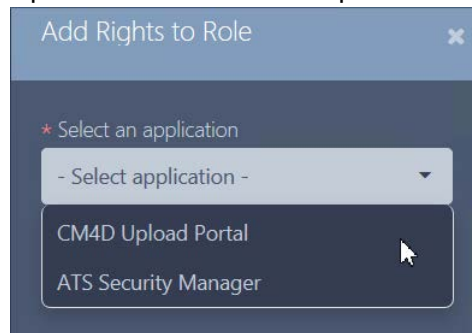 Add Rights to Role
* Select an application
- Select application -
CM4D Upload Portal
ATS Security Manager